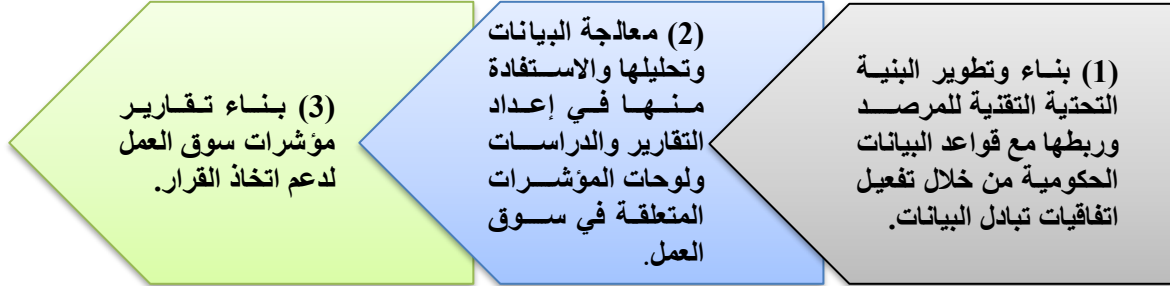 (1) بناء وتطوير البنية
التحتية التقنية للمرصد
وربطها مع قواعد البيانات
الحكومية من خلال تفعيل
اتفاقيات تبادل البيانات.
(2) معالجة البيانات
وتحليلها والاستفادة
منها في إعداد
التقارير والدراسات
ولوحات المؤشرات
المتعلقة في سوق
العمل.
(3) بناء تقارير
مؤشرات سوق العمل
لدعم اتخاذ القرار.